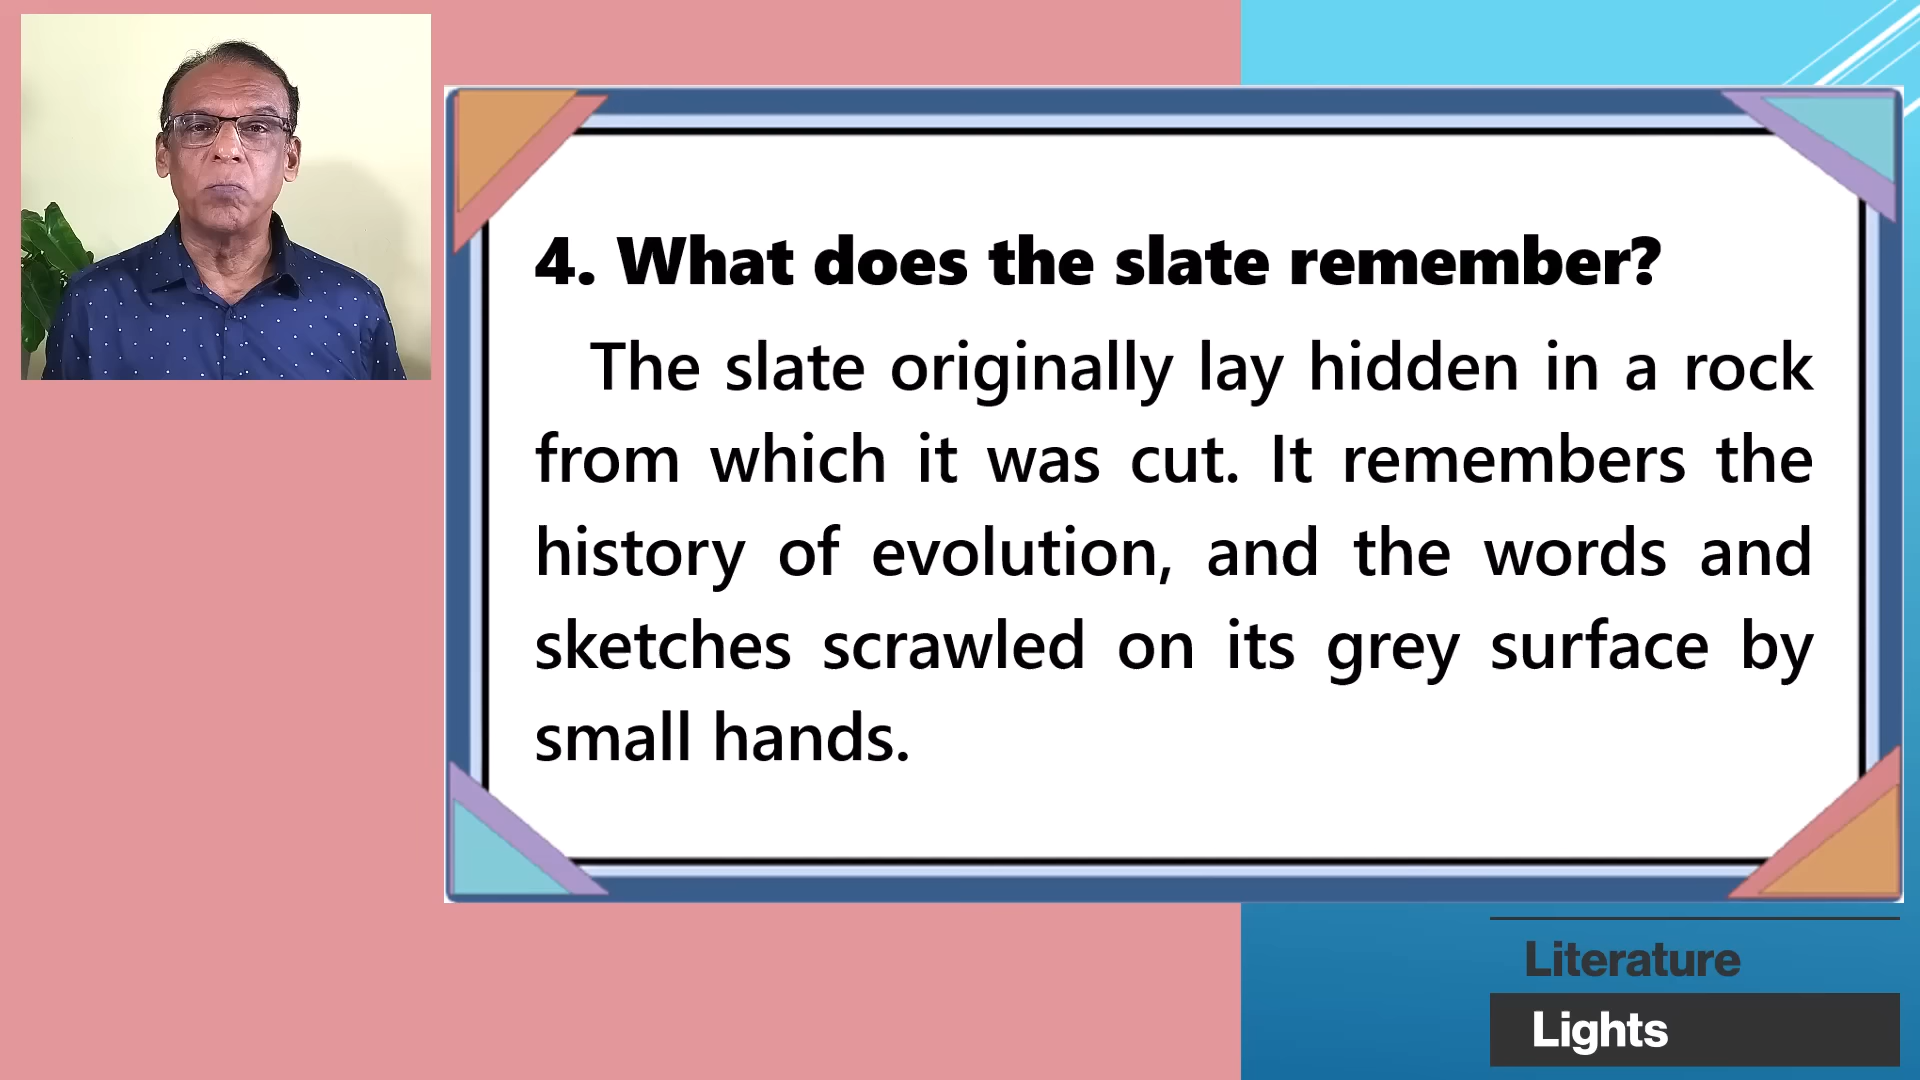 4. What does the slate remember?
The slate originally lay hidden in a rock
from which it was cut. It remembers the
history of evolution, and the words and
sketches scrawled on its grey surface by
small hands.
Literature
Lights